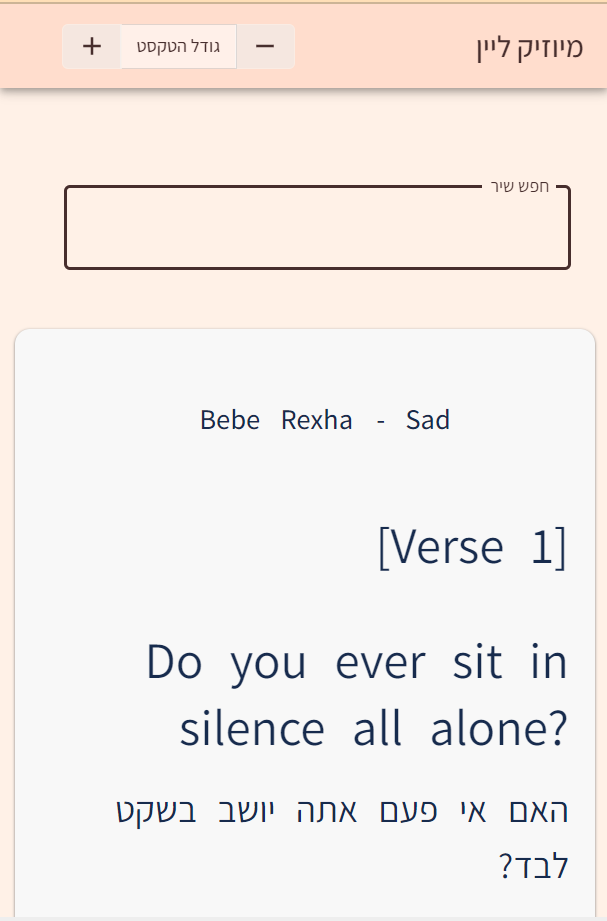 מיוזיק ליין
− גודל הטקסט +
חפש שיר
Bebe Rexha - Sad
[Verse 1]
Do you ever sit in
silence all alone?
האם אי פעם אתה יושב בשקט
לבד?